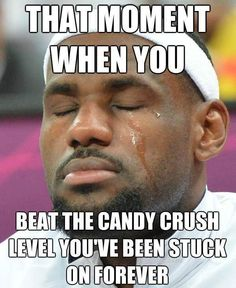 THAT MOMENT
WHEN YOU
BEAT THE CANDY CRUSH
LEVEL YOU'VE BEEN STUCK
ON FOREVER